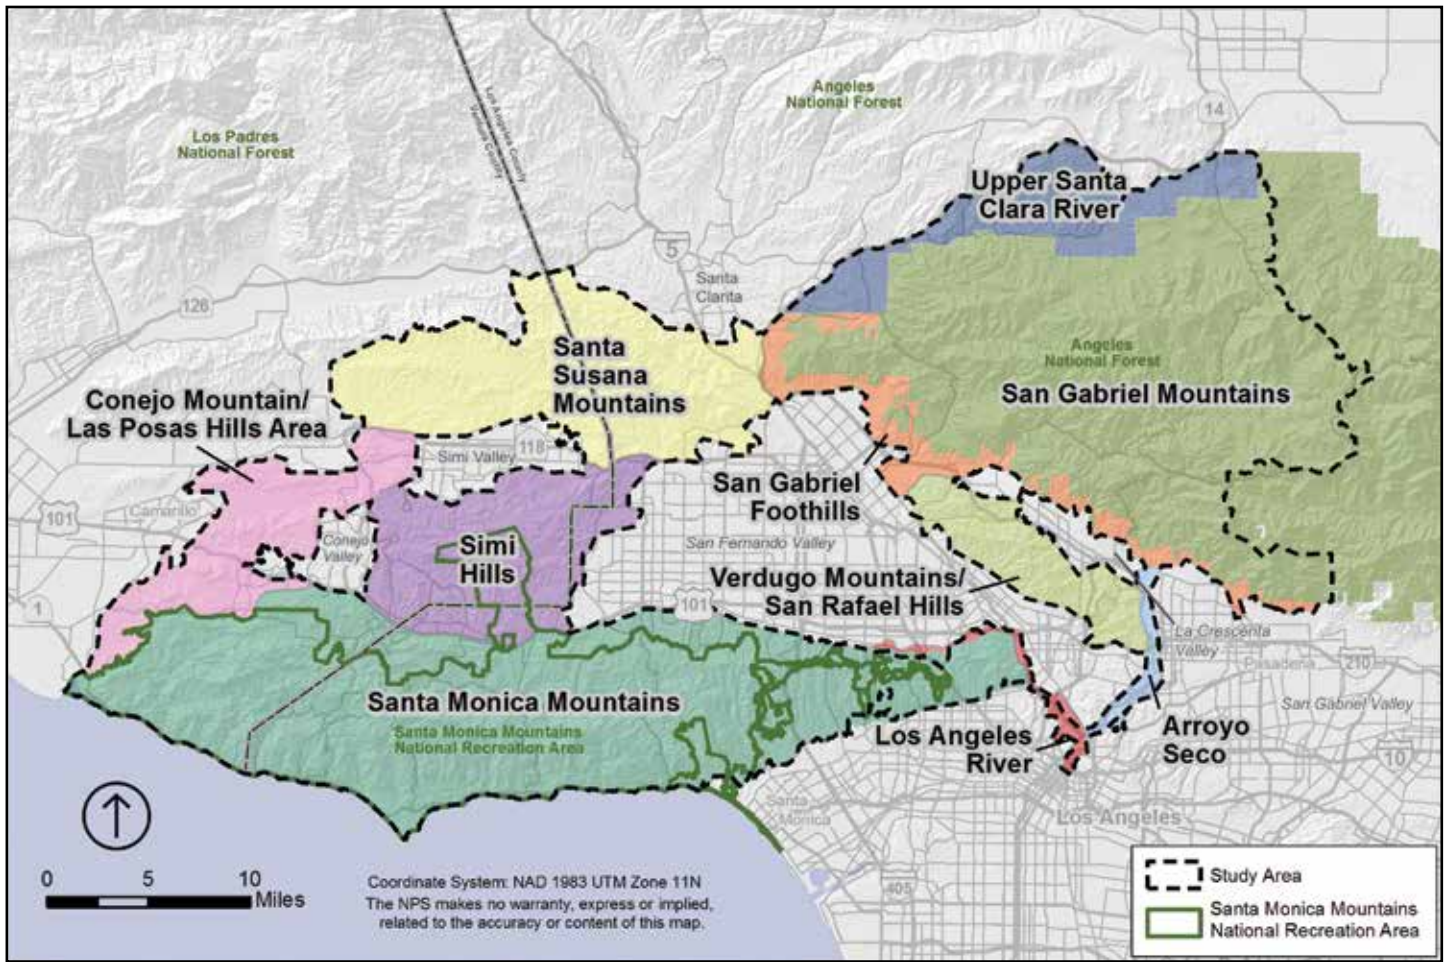 Los Angeles County
Ventura County
Los Padres
National Forest
Angeles
National Forest
14
Upper Santa
Clara River
5
Santa
Clarita
126
Santa
Susana
Mountains
Angeles
National Forest
San Gabriel Mountains
Conejo Mountain/
Las Posas Hills Area
118
Simi Valley
San Gabriel
Foothills
101
Camarillo
Conejo
Valley
Simi
Hills
San Fernando Valley
Verdugo Mountains/
San Rafael Hills
1
101
La Crescenta
Valley
Pasadena
210
San Gabriel Valley
Santa Monica Mountains
Santa Monica Mountains
National Recreation Area
Los Angeles
River
Arroyo
Seco
10
Santa
Monica
Los Angeles
405
0 5 10
Miles
Coordinate System: NAD 1983 UTM Zone 11N
The NPS makes no warranty, express or implied,
related to the accuracy or content of this map.
Study Area
Santa Monica Mountains
National Recreation Area